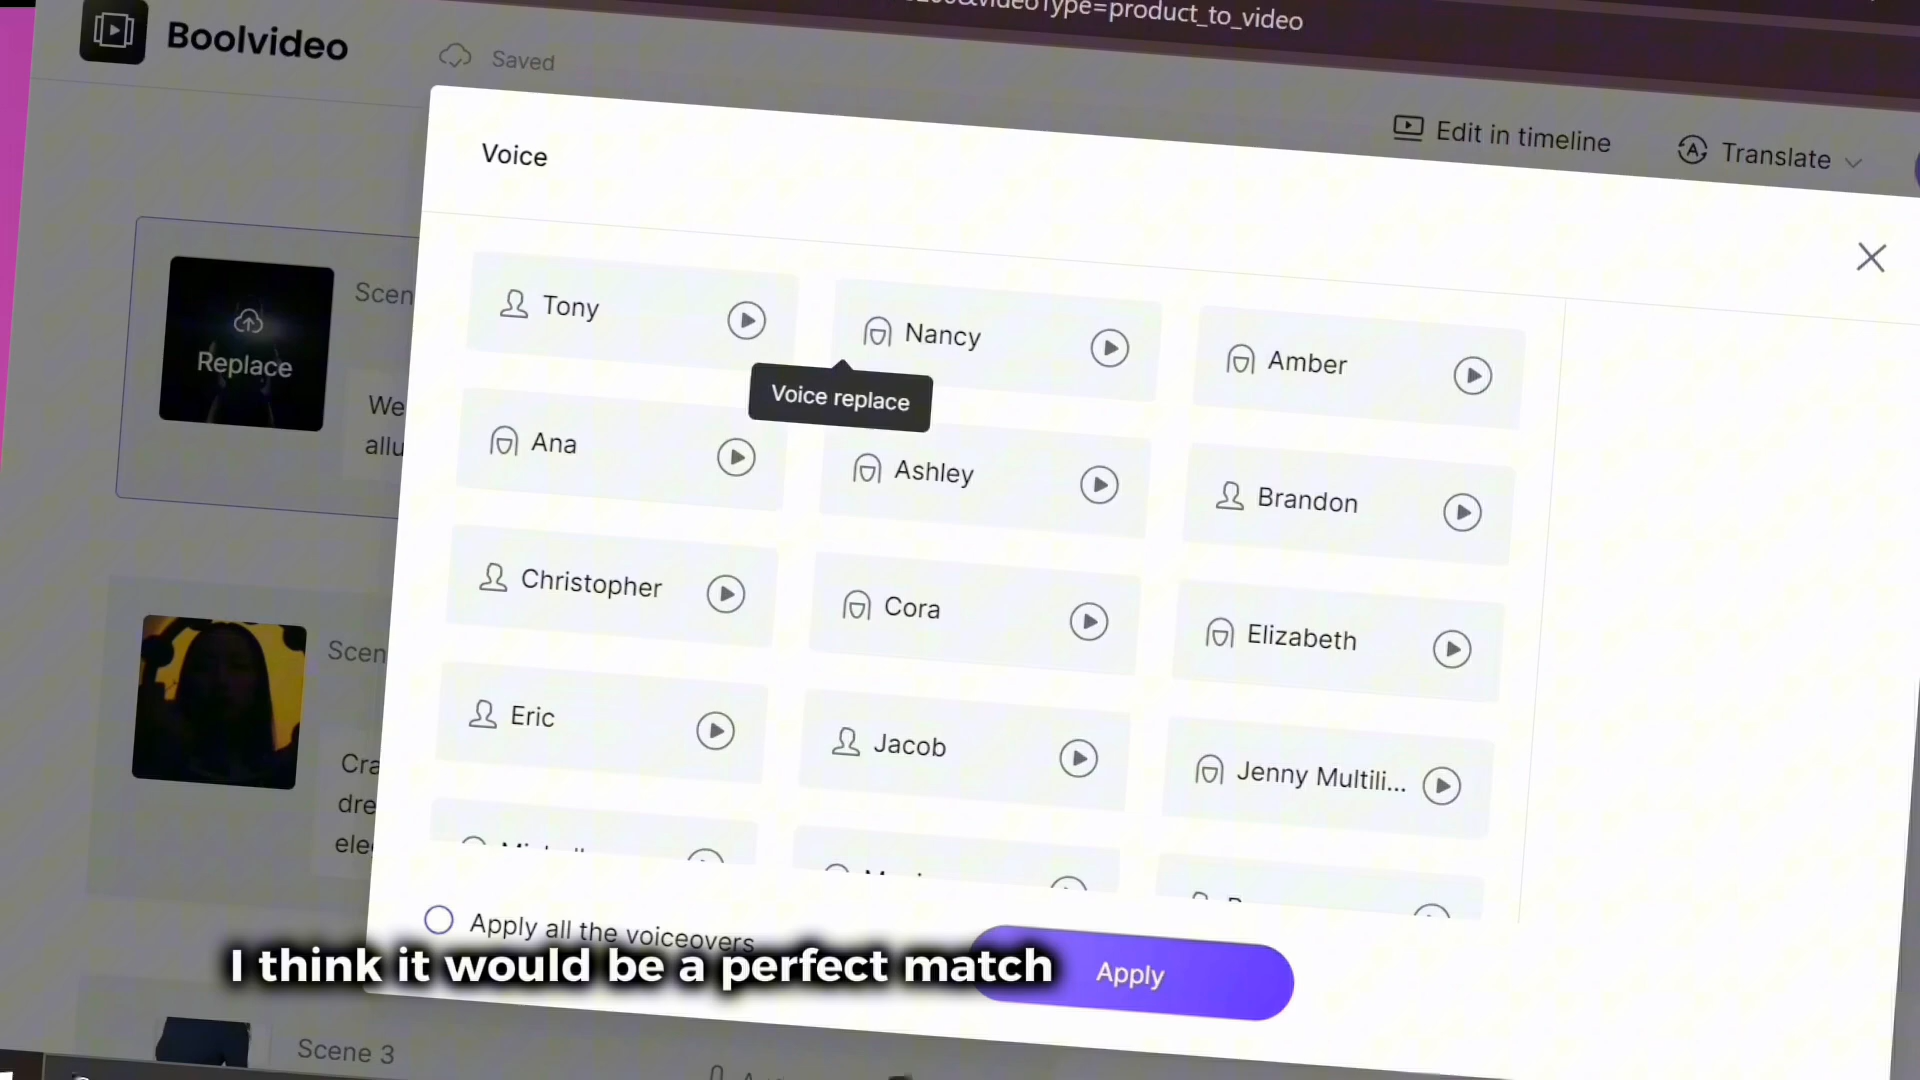 videoType=product_to_video
Boolvideo
Saved
Edit in timeline
Translate
Voice
Tony
Nancy
Amber
Voice replace
Ana
Ashley
Brandon
Christopher
Cora
Elizabeth
Eric
Jacob
Jenny Multili...
Replace
Scen
We
allu
Scen
Cra
dre
ele
Apply all the voiceovers
Apply
I think it would be a perfect match
Scene 3